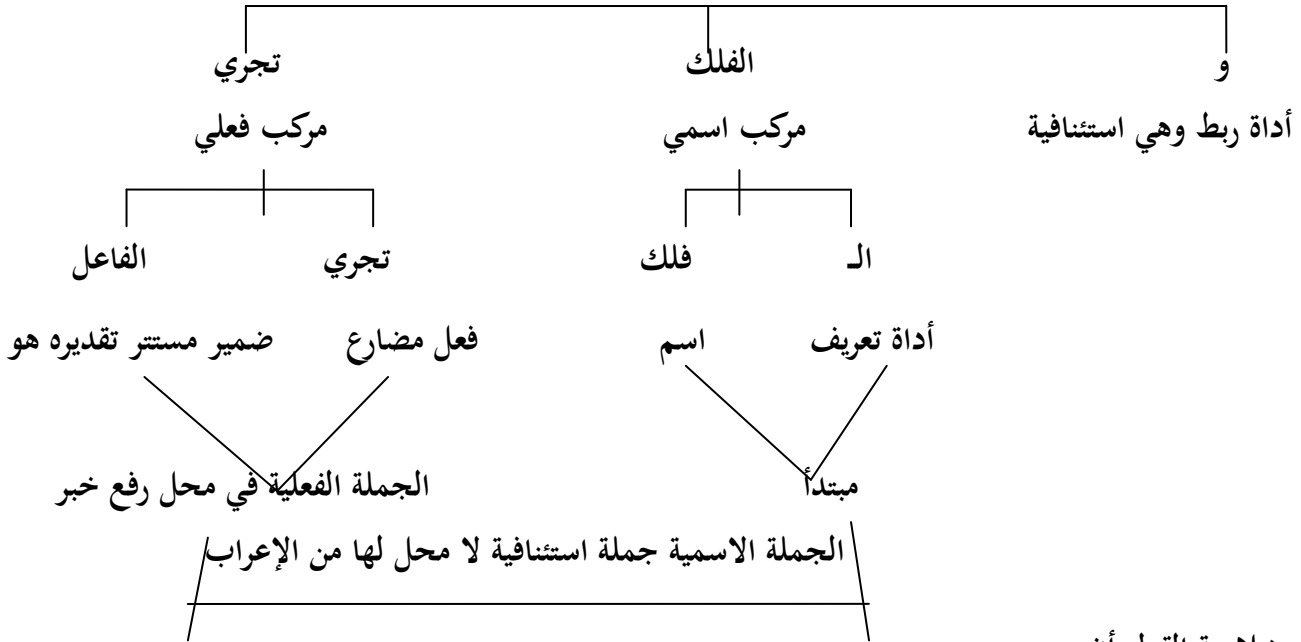 و الفلك تجري
أداة ربط وهي استئنافية مركب اسمي مركب فعلي
الـ فلك تجري الفاعل
أداة تعريف اسم فعل مضارع ضمير مستتر تقديره هو
مبتدأ الجملة الفعلية في محل رفع خبر
الجملة الاسمية جملة استئنافية لا محل لها من الإعراب